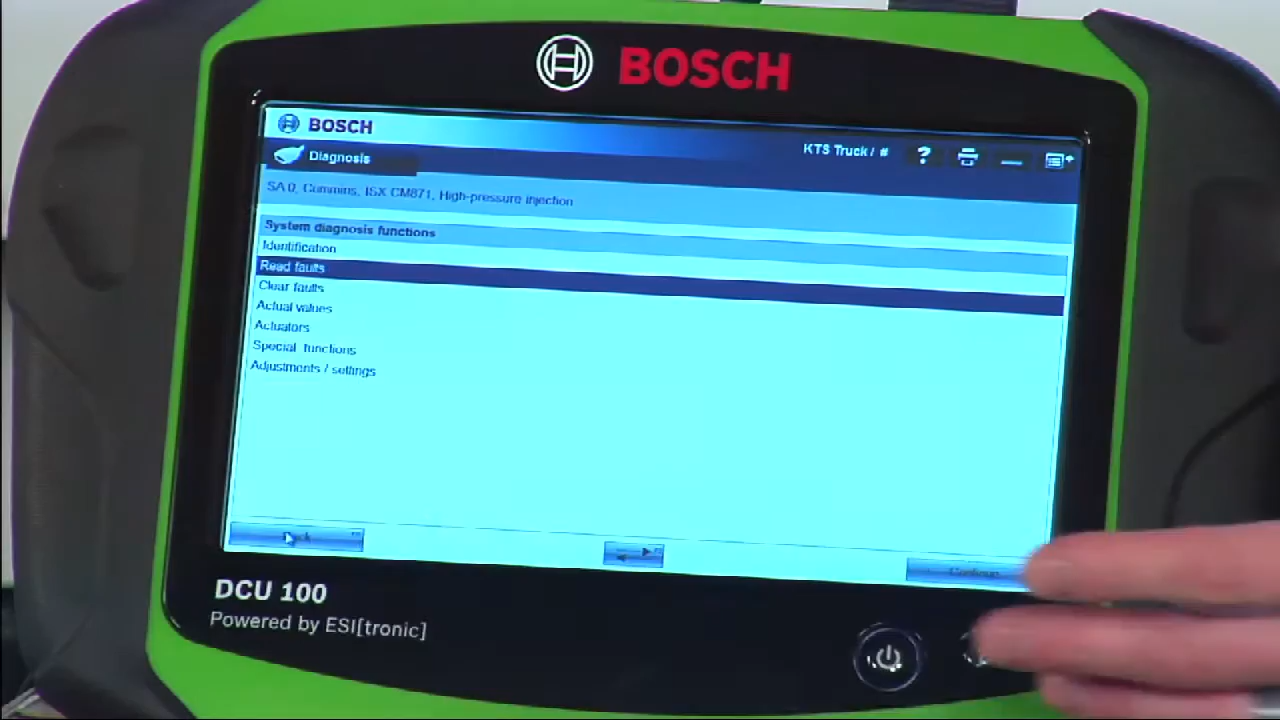 BOSCH
BOSCH
KTS Truck / #
?
Diagnosis
SA 0, Cummins, ISX CM871, High-pressure injection
System diagnosis functions
Identification
Read faults
Clear faults
Actual values
Actuators
Special functions
Adjustments / settings
Continue
DCU 100
Powered by ESI[tronic]